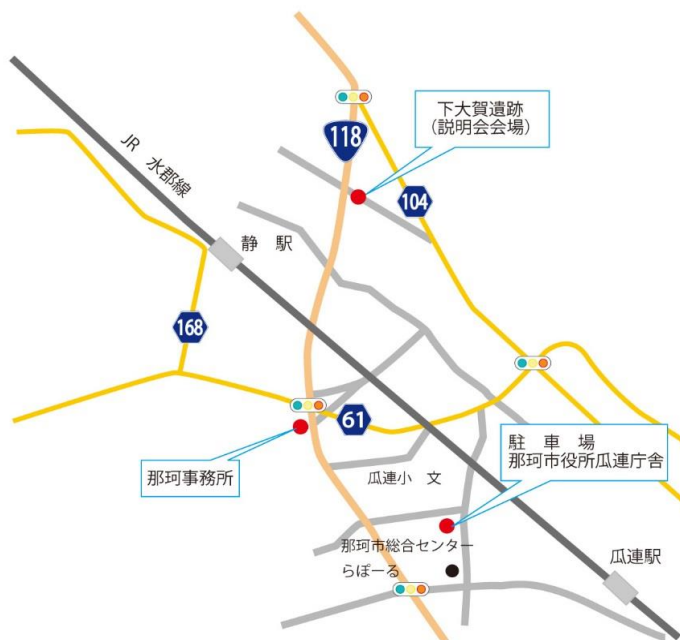 下大賀遺跡
（説明会会場）
118
JR 水郡線
104
静 駅
168
61
駐 車 場
那珂市役所瓜連庁舎
那珂事務所
瓜連小 文
那珂市総合センター
らぽーる
瓜連駅